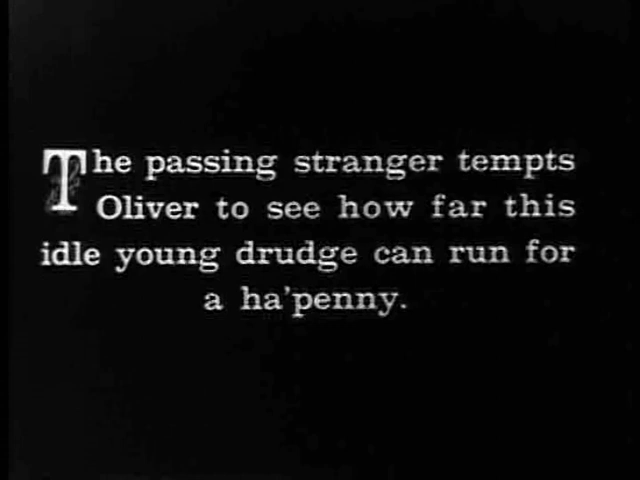 The passing stranger tempts
Oliver to see how far this
idle young drudge can run for
a ha'penny.